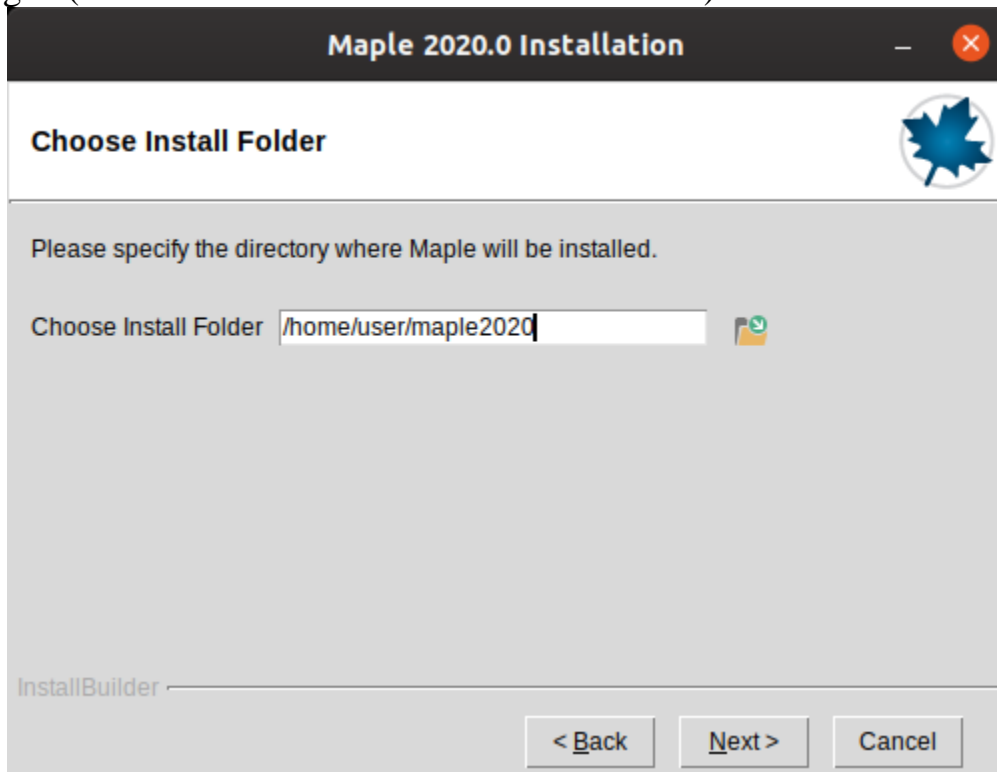 Maple 2020.0 Installation
Choose Install Folder
Please specify the directory where Maple will be installed.
Choose Install Folder /home/user/maple2020
InstallBuilder
< Back Next > Cancel